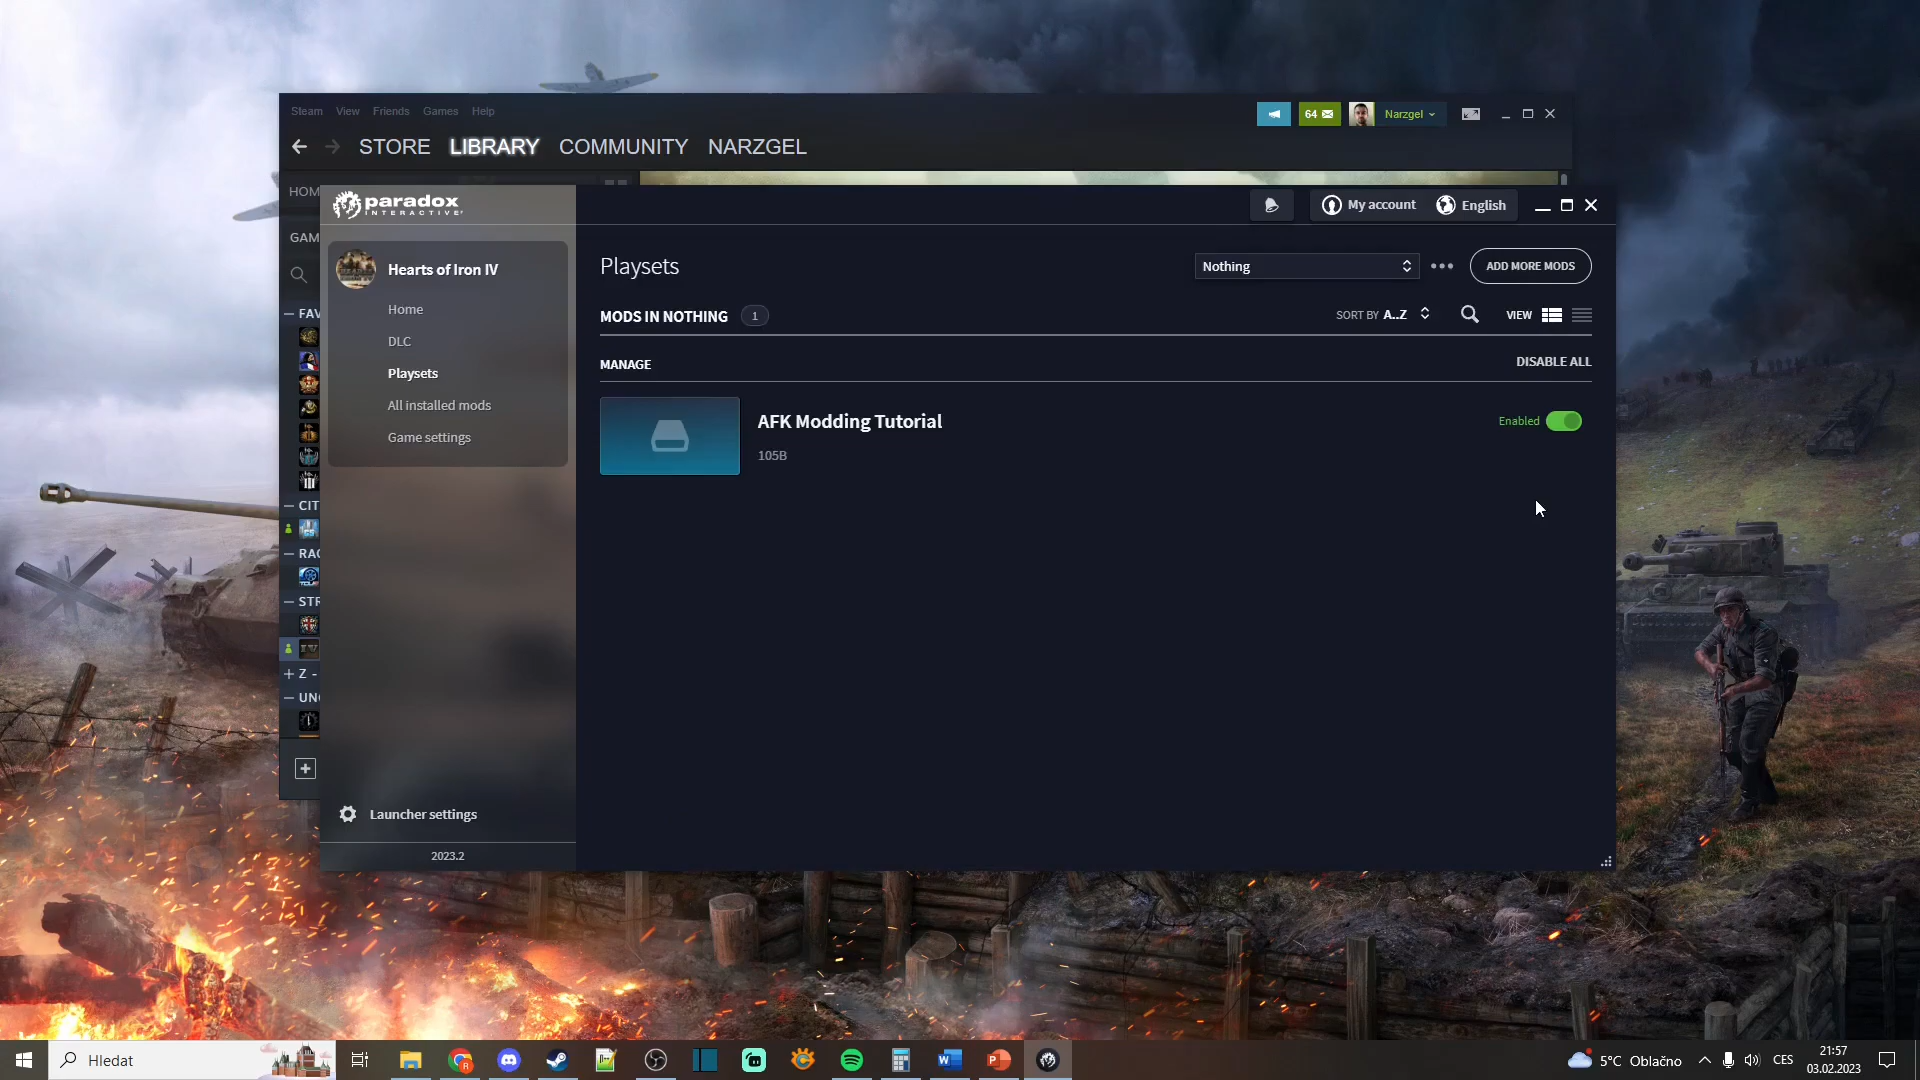 Steam View Friends Games Help
64
Narzgel
STORE LIBRARY COMMUNITY NARZGEL
HOM
paradox
INTERACTIVE
My account
English
GAM
Hearts of Iron IV
Home
DLC
Playsets
All installed mods
Game settings
FAV
CIT
RAC
STR
Z -
UNC
Launcher settings
2023.2
Playsets
Nothing
ADD MORE MODS
MODS IN NOTHING 1
SORT BY A..Z
VIEW
MANAGE
DISABLE ALL
AFK Modding Tutorial
Enabled
105B
Hledat
5°C Oblačno
CES
21:57
03.02.2023